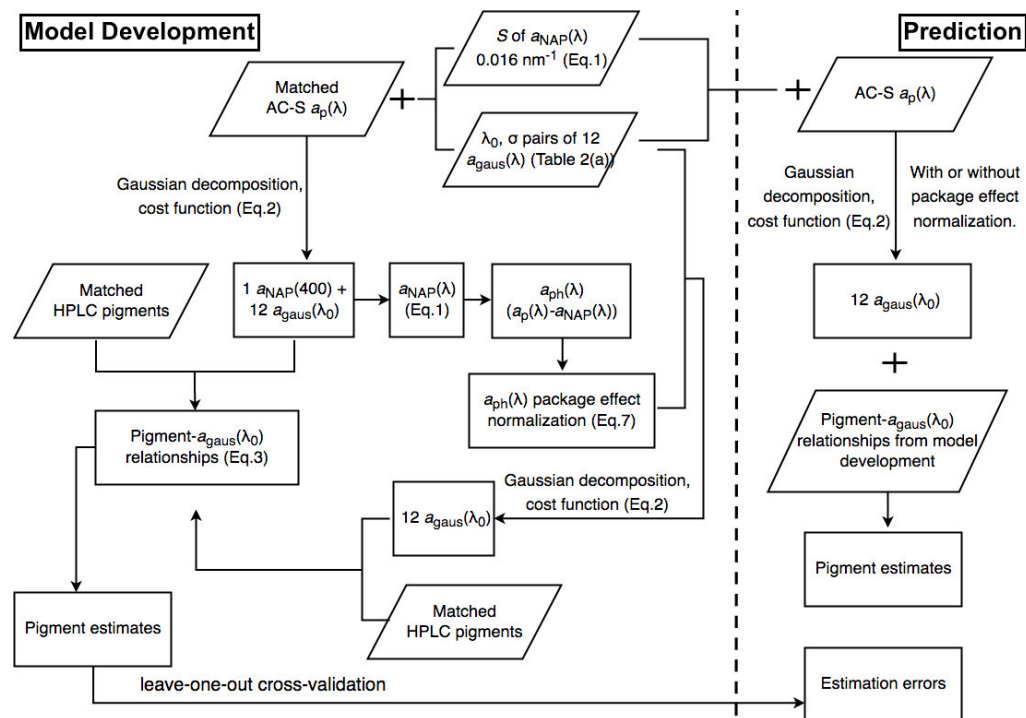 Model Development
Prediction
S of aNAP(λ)
0.016 nm⁻¹ (Eq.1)
Matched
AC-S ap(λ)
+
λ₀, σ pairs of 12
agaus(λ) (Table 2(a))
+
AC-S ap(λ)
Gaussian decomposition,
cost function (Eq.2)
Gaussian
decomposition,
cost function (Eq.2)
With or without
package effect
normalization.
Matched
HPLC pigments
1 aNAP(400) +
12 agaus(λ₀)
aNAP(λ)
(Eq.1)
aph(λ)
(ap(λ)-aNAP(λ))
12 agaus(λ₀)
+
aph(λ) package effect
normalization (Eq.7)
Pigment-agaus(λ₀)
relationships (Eq.3)
Pigment-agaus(λ₀)
relationships from model
development
Gaussian decomposition,
cost function (Eq.2)
12 agaus(λ₀)
Pigment estimates
Pigment estimates
Matched
HPLC pigments
leave-one-out cross-validation
Estimation errors